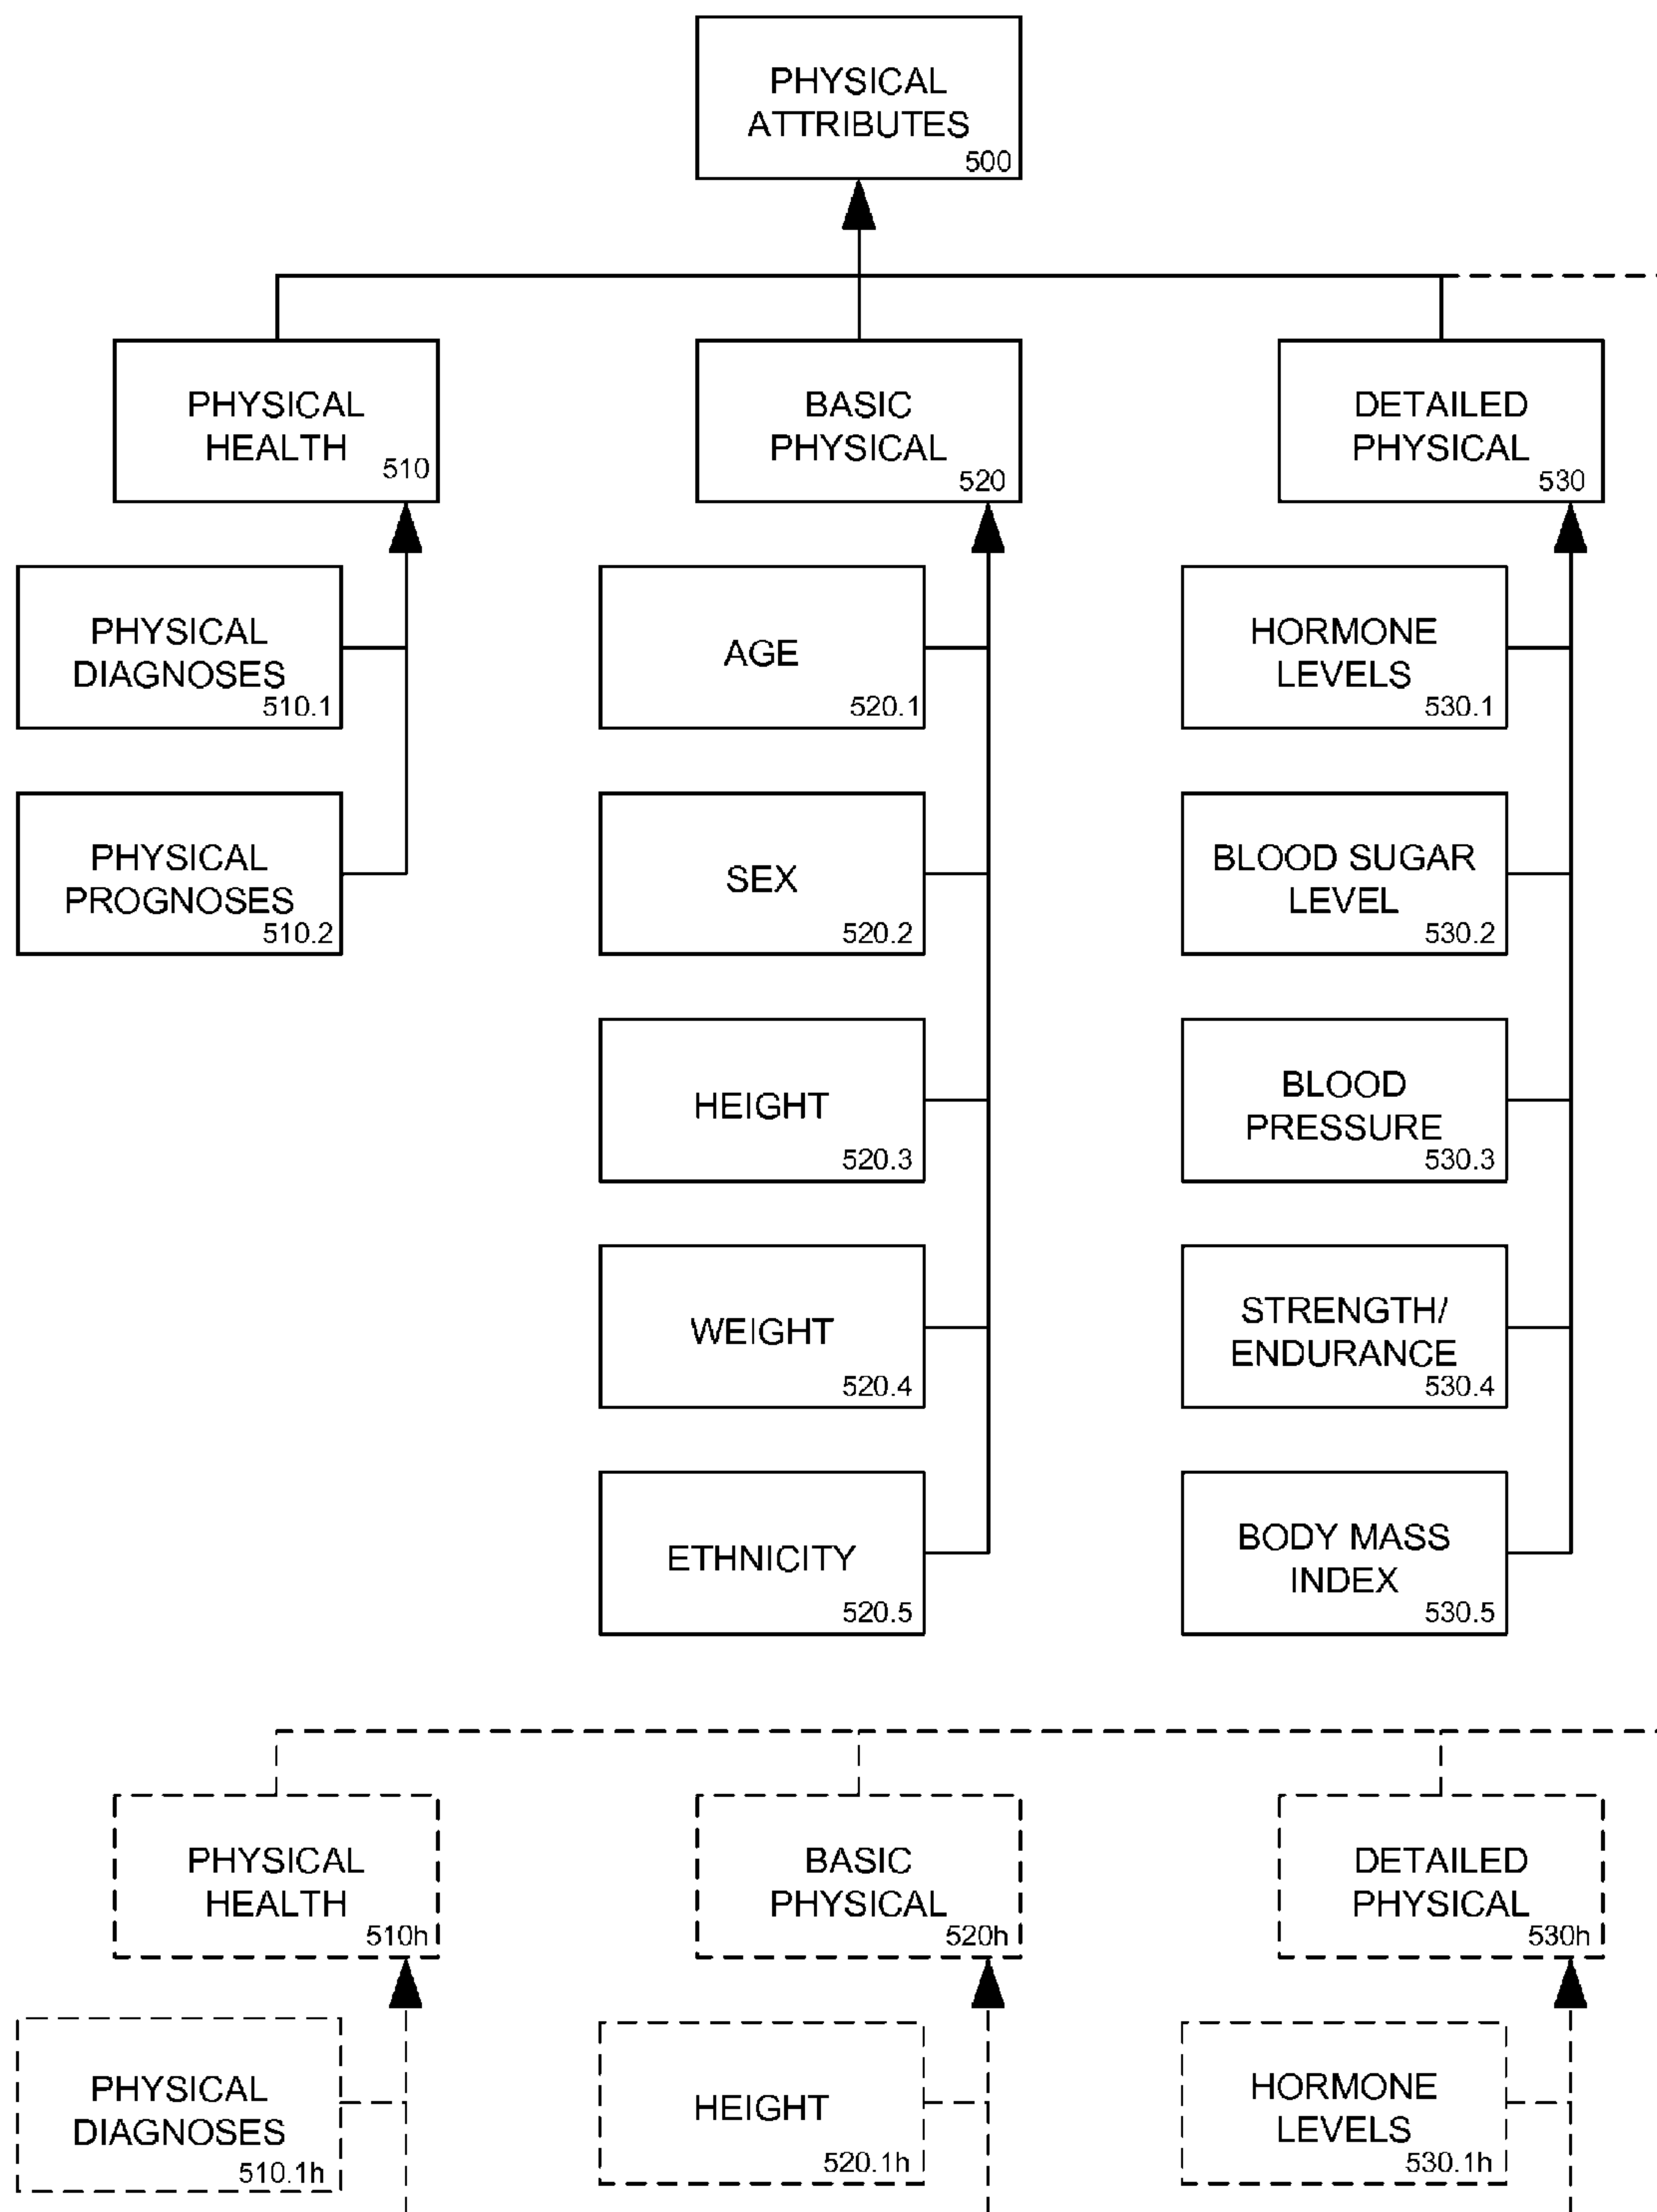 PHYSICAL
ATTRIBUTES
500
PHYSICAL
HEALTH
510
BASIC
PHYSICAL
520
DETAILED
PHYSICAL
530
PHYSICAL
DIAGNOSES
510.1
AGE
520.1
HORMONE
LEVELS
530.1
PHYSICAL
PROGNOSES
510.2
SEX
520.2
BLOOD SUGAR
LEVEL
530.2
HEIGHT
520.3
BLOOD
PRESSURE
530.3
WEIGHT
520.4
STRENGTH/
ENDURANCE
530.4
ETHNICITY
520.5
BODY MASS
INDEX
530.5
PHYSICAL
HEALTH
510h
BASIC
PHYSICAL
520h
DETAILED
PHYSICAL
530h
PHYSICAL
DIAGNOSES
510.1h
HEIGHT
520.1h
HORMONE
LEVELS
530.1h